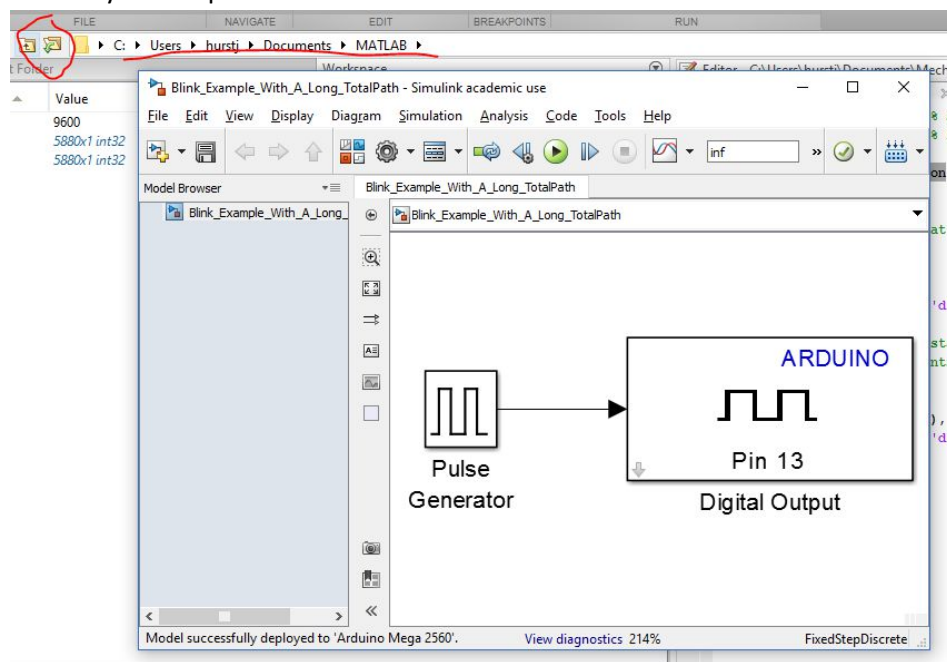 FILE NAVIGATE EDIT BREAKPOINTS RUN
C: Users hurstj Documents MATLAB
Workspace
Value
9600
5880x1 int32
5880x1 int32
Blink_Example_With_A_Long_TotalPath - Simulink academic use
File Edit View Display Diagram Simulation Analysis Code Tools Help
inf
Model Browser
Blink_Example_With_A_Long_TotalPath
Blink_Example_With_A_Long_
Blink_Example_With_A_Long_TotalPath
ARDUINO
Pin 13
Pulse
Generator
Digital Output
Model successfully deployed to 'Arduino Mega 2560'. View diagnostics 214% FixedStepDiscrete